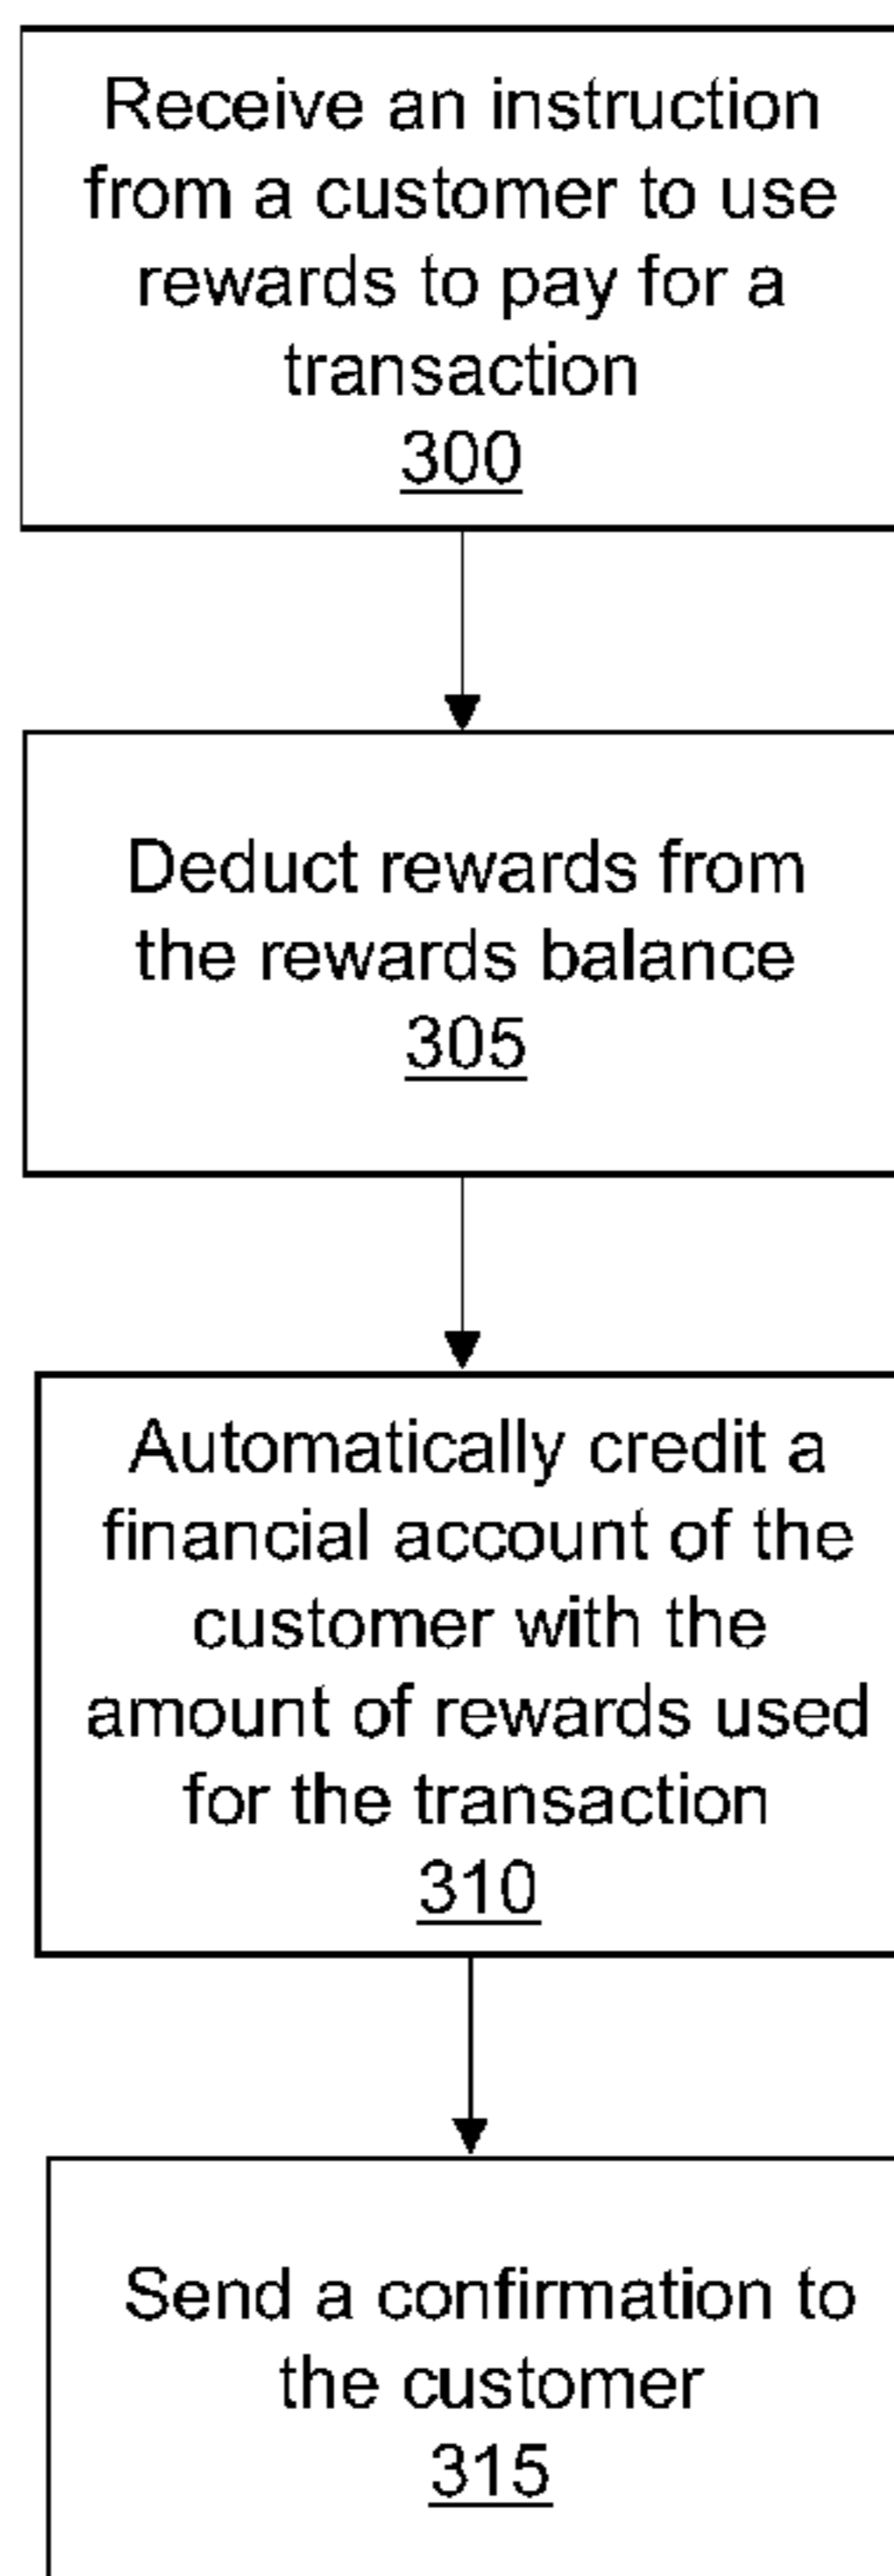 Receive an instruction
from a customer to use
rewards to pay for a
transaction
300
Deduct rewards from
the rewards balance
305
Automatically credit a
financial account of the
customer with the
amount of rewards used
for the transaction
310
Send a confirmation to
the customer
315